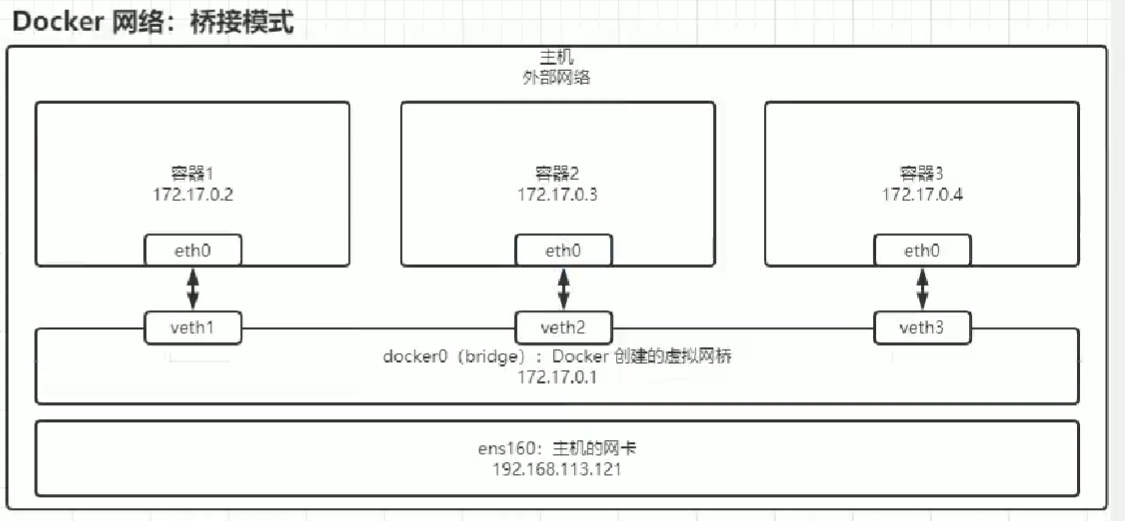 Docker 网络：桥接模式
主机
外部网络
容器1
172.17.0.2
容器2
172.17.0.3
容器3
172.17.0.4
eth0
eth0
eth0
veth1
veth2
veth3
docker0（bridge）：Docker 创建的虚拟网桥
172.17.0.1
ens160：主机的网卡
192.168.113.121